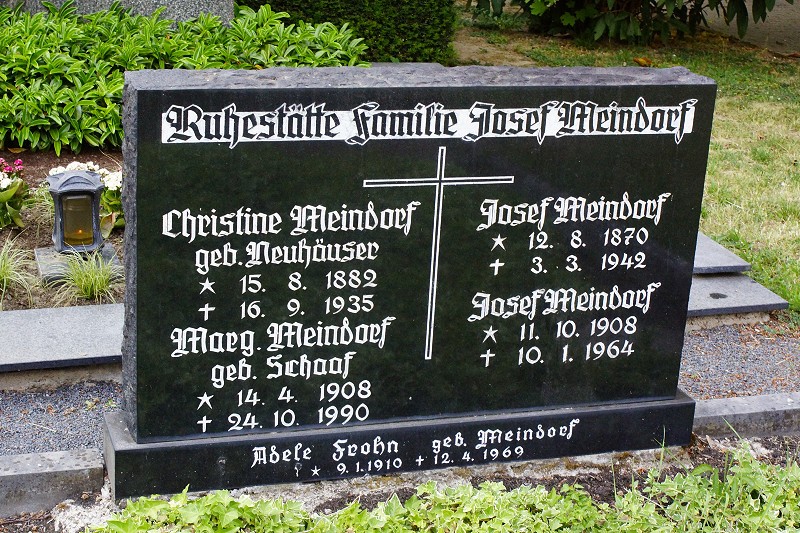 Ruhestätte Familie Josef Meindorf
Christine Meindorf
geb. Neuhäuser
* 15. 8. 1882
† 16. 9. 1935
Marg. Meindorf
geb. Schaaf
* 14. 4. 1908
† 24. 10. 1990
Josef Meindorf
* 12. 8. 1870
† 3. 3. 1942
Josef Meindorf
* 11. 10. 1908
† 10. 1. 1964
Adele Frohn geb. Meindorf
* 9.1.1910 † 12.4.1969